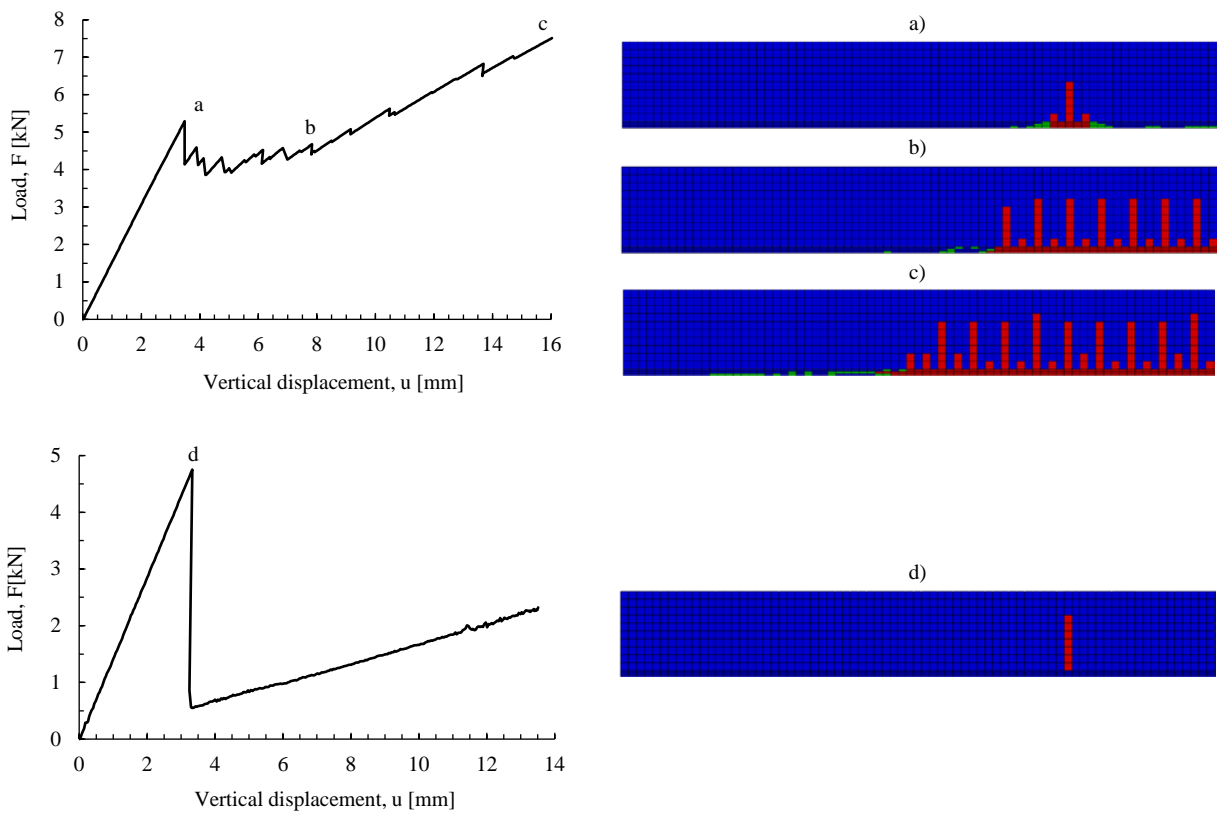 8
7
6
5
4
3
2
1
0
Load, F [kN]
a
b
c
0 2 4 6 8 10 12 14 16
Vertical displacement, u [mm]
a)
b)
c)
5
4
3
2
1
0
Load, F[kN]
d
0 2 4 6 8 10 12 14
Vertical displacement, u [mm]
d)